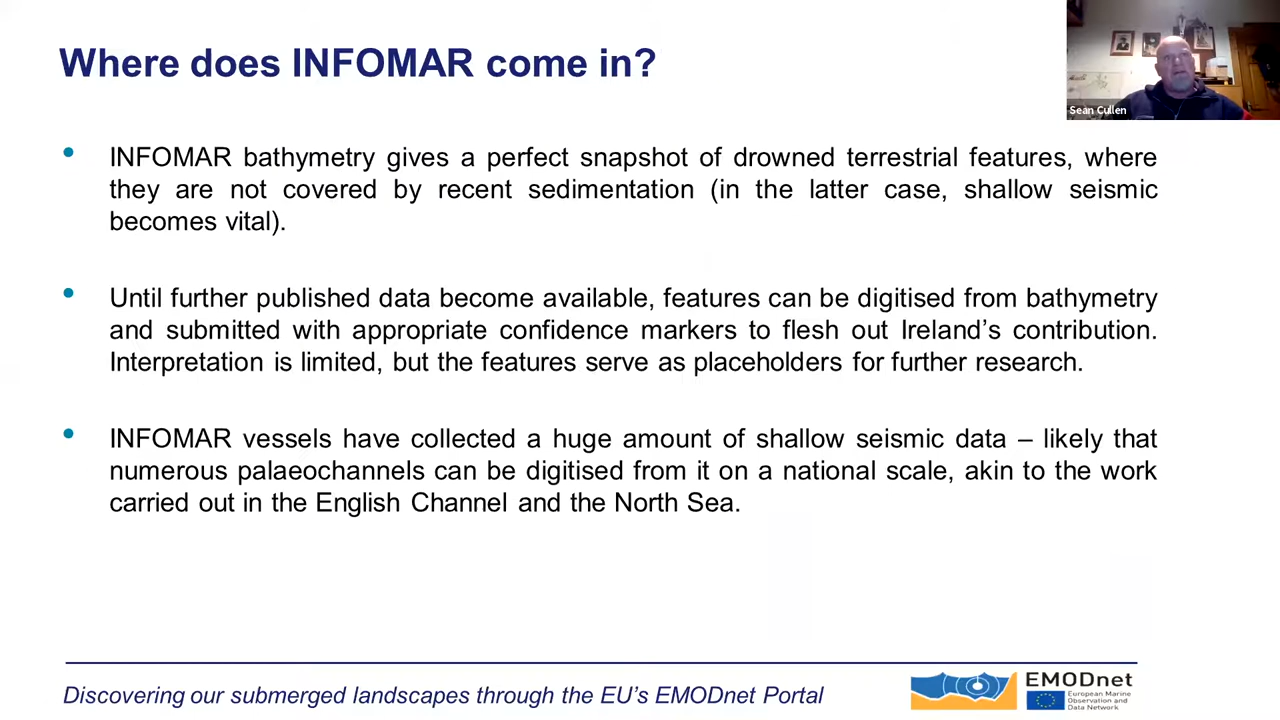 Where does INFOMAR come in?
Sean Cullen
INFOMAR bathymetry gives a perfect snapshot of drowned terrestrial features, where
they are not covered by recent sedimentation (in the latter case, shallow seismic
becomes vital).
Until further published data become available, features can be digitised from bathymetry
and submitted with appropriate confidence markers to flesh out Ireland's contribution.
Interpretation is limited, but the features serve as placeholders for further research.
INFOMAR vessels have collected a huge amount of shallow seismic data – likely that
numerous palaeochannels can be digitised from it on a national scale, akin to the work
carried out in the English Channel and the North Sea.
Discovering our submerged landscapes through the EU's EMODnet Portal
EMODnet
European Marine
Observation and
Data Network